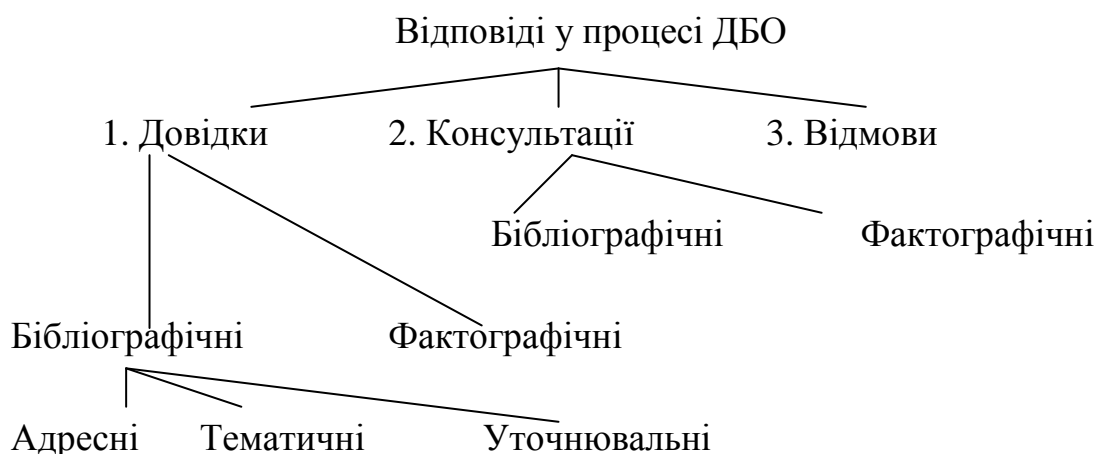 Відповіді у процесі ДБО
1. Довідки 2. Консультації 3. Відмови
Бібліографічні Фактографічні
Бібліографічні Фактографічні
Адресні Тематичні Уточнювальні